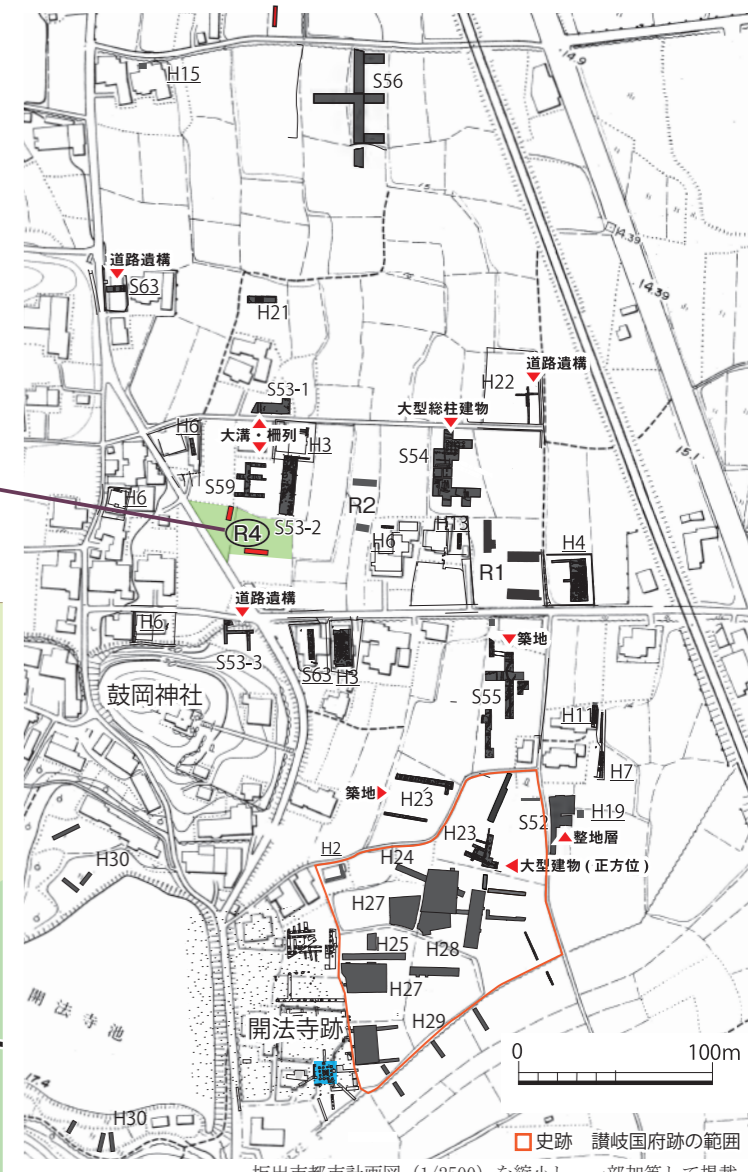 H15
S56
14.9
15
14.39
14.39
道路遺構
S63
H21
道路遺構
H22
S53-1
大型総柱建物
H6
大溝・柵列
H3
S54
15.1
S59
H6
R2
R4
S53-2
H6
H13
R1
H4
道路遺構
H6
S53-3
S63
H3
築地
鼓岡神社
S55
H11
H7
築地
H23
H23
S52
H19
整地層
H2
大型建物(正方位)
H24
H30
H27
H25
H28
H27
開法寺池
開法寺跡
H29
0
100m
17.4
H30
史跡 讃岐国府跡の範囲